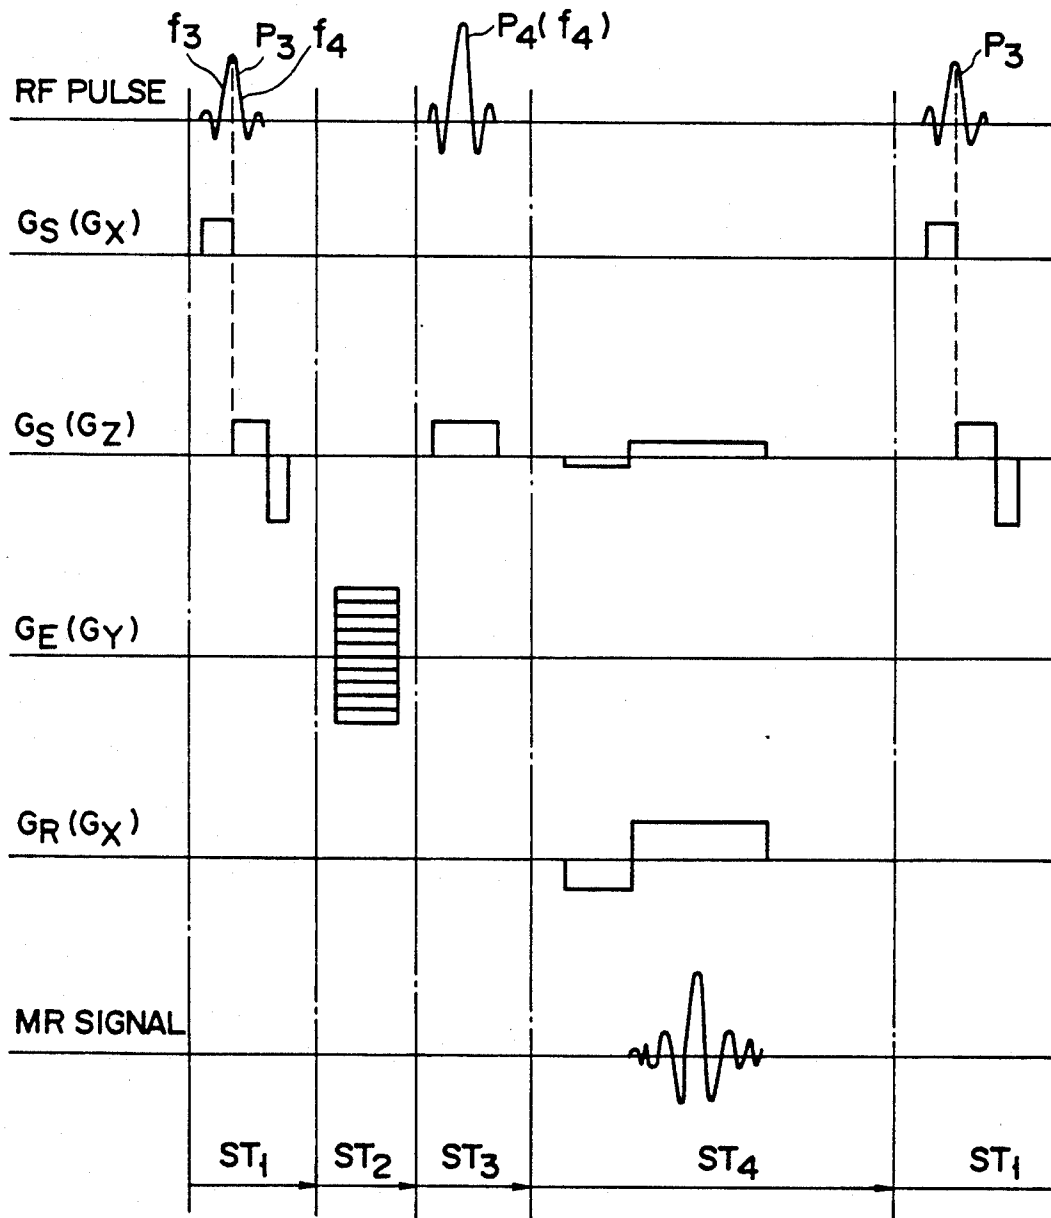 f3 P3 f4
P4(f4)
P3
RF PULSE
GS(GX)
GS(GZ)
GE(GY)
GR(GX)
MR SIGNAL
ST1 ST2 ST3 ST4 ST1